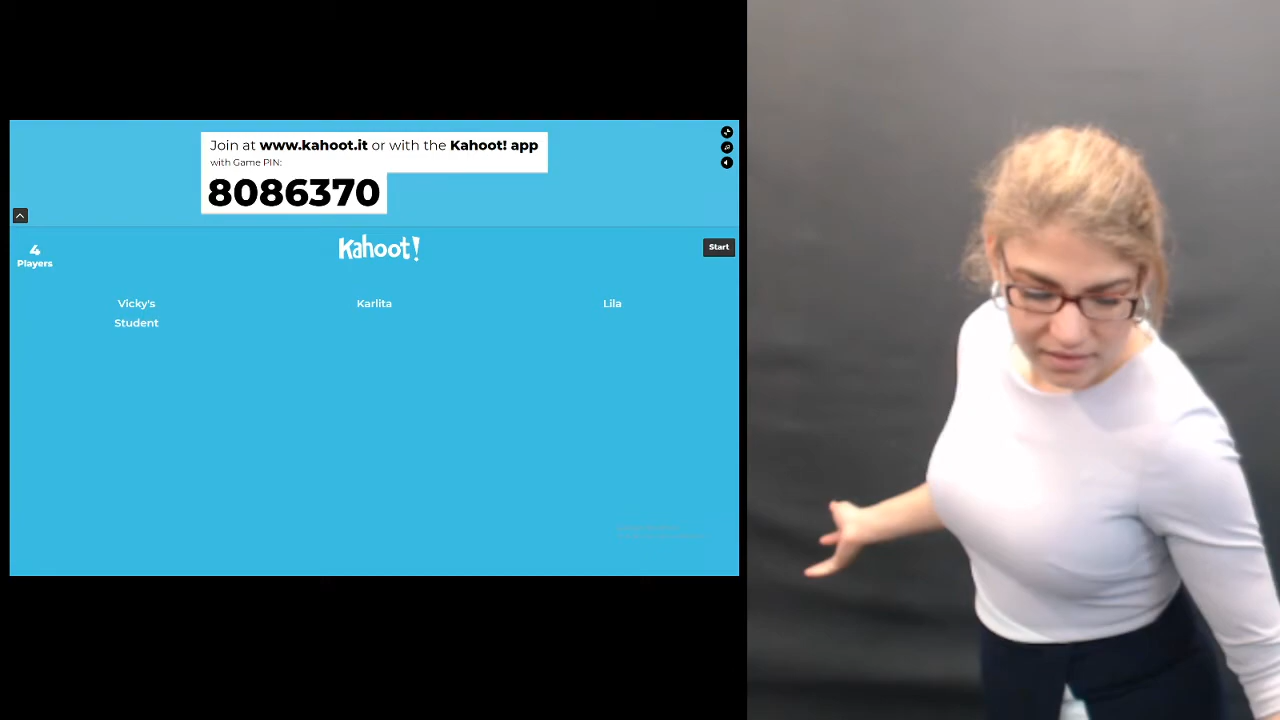 Join at www.kahoot.it or with the Kahoot! app
with Game PIN:
8086370
4
Players
Kahoot!
Start
Vicky's
Karlita
Lila
Student